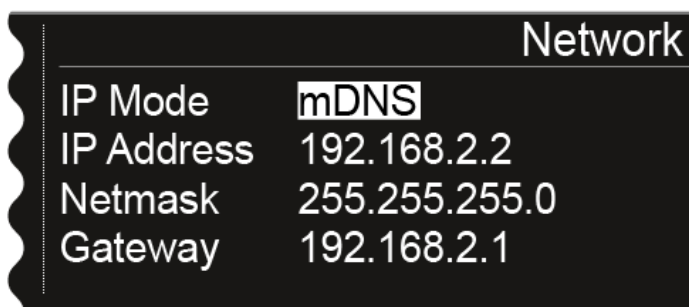 Network
IP Mode mDNS
IP Address 192.168.2.2
Netmask 255.255.255.0
Gateway 192.168.2.1